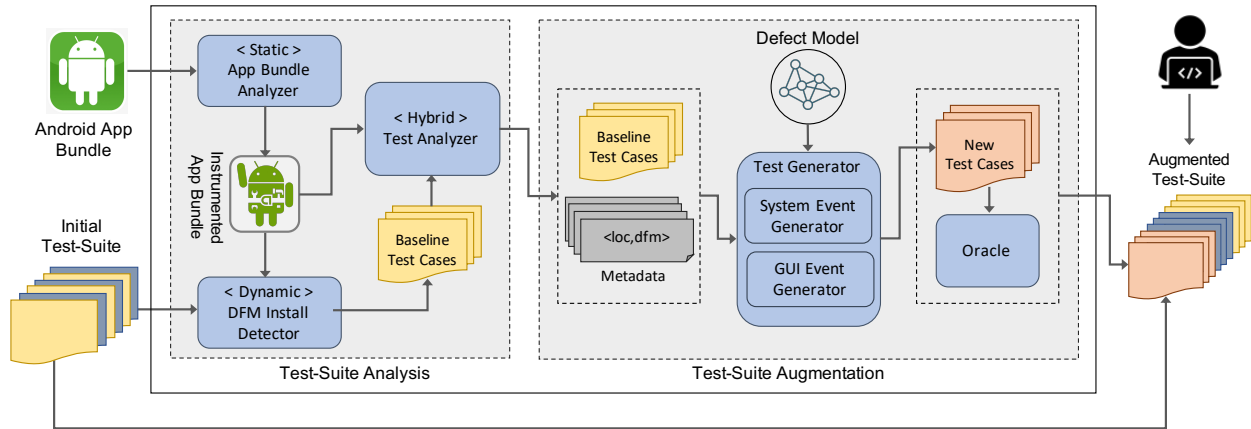 Android App
Bundle
Initial
Test-Suite
< Static >
App Bundle
Analyzer
Instrumented
App Bundle
< Dynamic >
DFM Install
Detector
< Hybrid >
Test Analyzer
Baseline
Test Cases
Test-Suite Analysis
Defect Model
Baseline
Test Cases
<loc,dfm>
Metadata
Test Generator
System Event
Generator
GUI Event
Generator
New
Test Cases
Oracle
Test-Suite Augmentation
</>
Augmented
Test-Suite